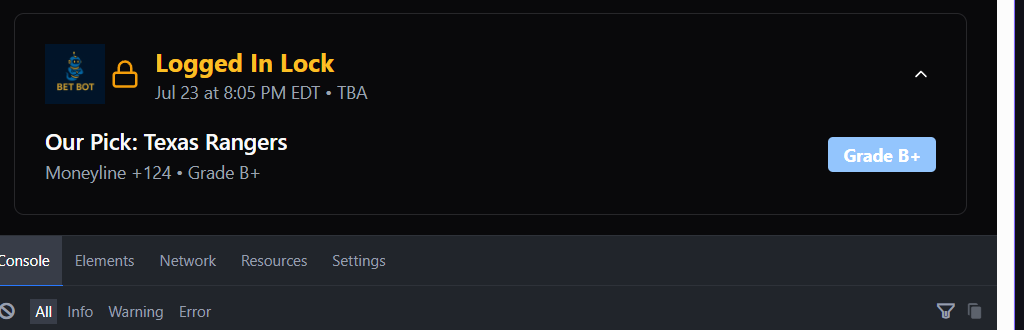 BET BOT
Logged In Lock
Jul 23 at 8:05 PM EDT • TBA
Our Pick: Texas Rangers
Moneyline +124 • Grade B+
Grade B+
Console Elements Network Resources Settings
All Info Warning Error